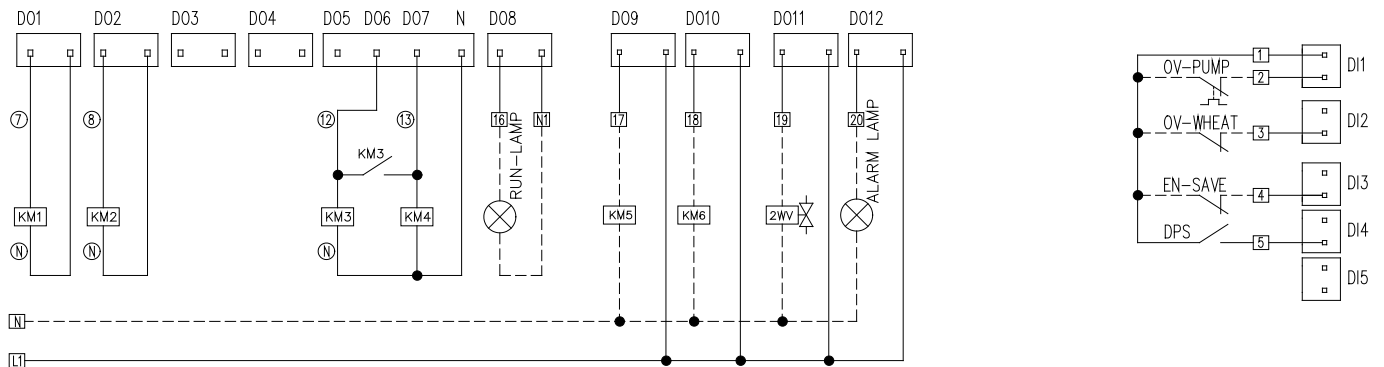 DO1 DO2 DO3 DO4 DO5 DO6 DO7 N DO8 DO9 DO10 DO11 DO12
1 DI1
OV-PUMP 2
7 8 12 13 16 N1 17 18 19 20
OV-WHEAT 3 DI2
KM3
RUN-LAMP
ALARM LAMP
EN-SAVE 4 DI3
KM1 KM2 KM3 KM4 KM5 KM6 2WV
DPS 5 DI4
N N N
DI5
N
L1